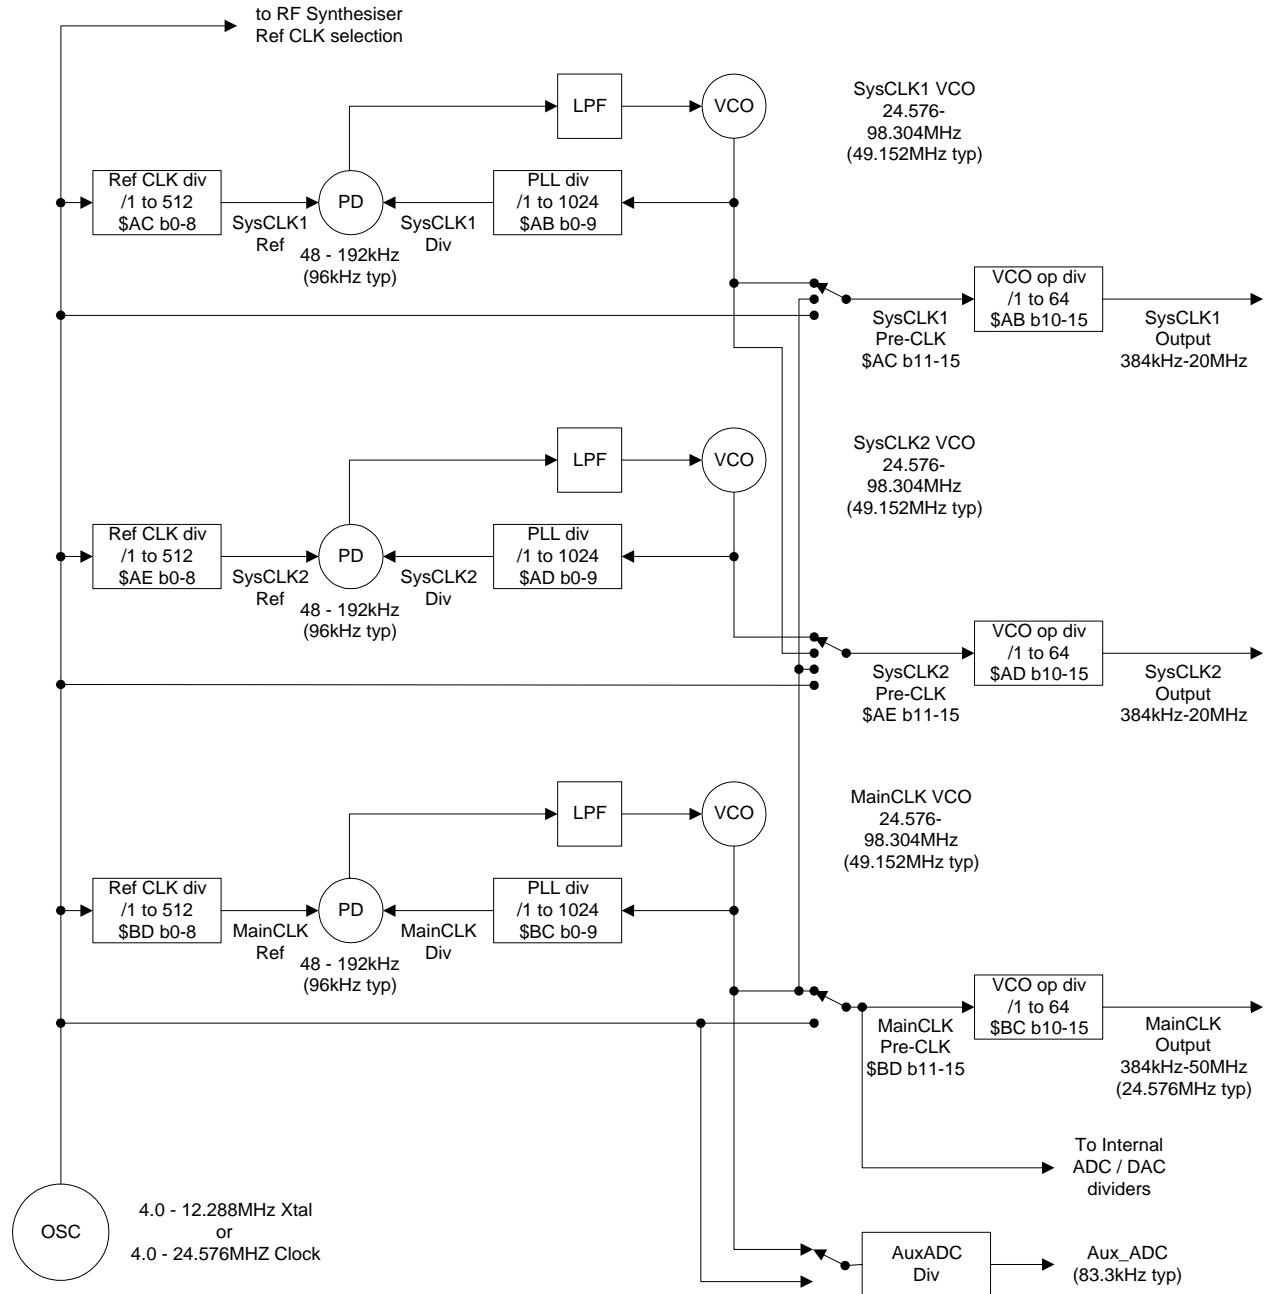 to RF Synthesiser
Ref CLK selection
LPF
VCO
SysCLK1 VCO
24.576-
98.304MHz
(49.152MHz typ)
Ref CLK div
/1 to 512
$AC b0-8
SysCLK1
Ref
PD
48 - 192kHz
(96kHz typ)
SysCLK1
Div
PLL div
/1 to 1024
$AB b0-9
SysCLK1
Pre-CLK
$AC b11-15
VCO op div
/1 to 64
$AB b10-15
SysCLK1
Output
384kHz-20MHz
LPF
VCO
SysCLK2 VCO
24.576-
98.304MHz
(49.152MHz typ)
Ref CLK div
/1 to 512
$AE b0-8
SysCLK2
Ref
PD
48 - 192kHz
(96kHz typ)
SysCLK2
Div
PLL div
/1 to 1024
$AD b0-9
SysCLK2
Pre-CLK
$AE b11-15
VCO op div
/1 to 64
$AD b10-15
SysCLK2
Output
384kHz-20MHz
LPF
VCO
MainCLK VCO
24.576-
98.304MHz
(49.152MHz typ)
Ref CLK div
/1 to 512
$BD b0-8
MainCLK
Ref
PD
48 - 192kHz
(96kHz typ)
MainCLK
Div
PLL div
/1 to 1024
$BC b0-9
MainCLK
Pre-CLK
$BD b11-15
VCO op div
/1 to 64
$BC b10-15
MainCLK
Output
384kHz-50MHz
(24.576MHz typ)
To Internal
ADC / DAC
dividers
OSC
4.0 - 12.288MHz Xtal
or
4.0 - 24.576MHZ Clock
AuxADC
Div
Aux_ADC
(83.3kHz typ)